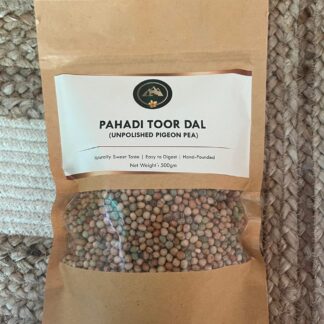 PAHADI TOOR DAL
(UNPOLISHED PIGEON PEA)
Naturally Sweet Taste | Easy to Digest | Hand-Pounded
Net Weight - 500gm